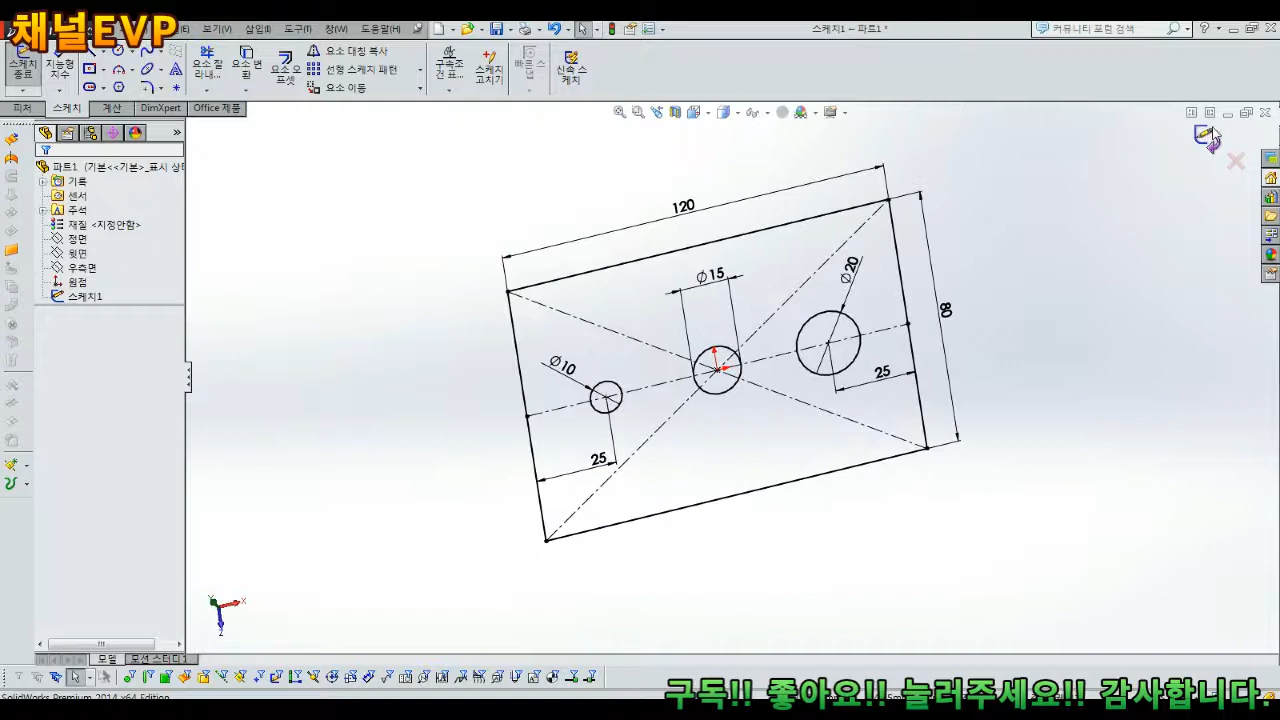 채널EVP
보기(V) 삽입(I) 도구(T) 창(W) 도움말(H)
스케치1 - 파트1 *
커뮤니티 포럼 검색
스케치 종료
지능형 치수
요소 잘라내...
요소 변환
요소 오프셋
요소 대칭 복사
선형 스케치 패턴
요소 이동
구속조건 표...
스케치 고치기
빠른 스냅
신속 스케치
피처 스케치 계산 DimXpert Office 제품
파트1 (기본<<기본>_표시 상태
기록
센서
주석
재질 <지정안함>
정면
윗면
우측면
원점
스케치1
120
80
Ø15
Ø20
Ø10
25
25
Y X
Z
모델 모션 스터디 1
SolidWorks Premium 2014 x64 Edition
구독!! 좋아요!! 눌러주세요!! 감사합니다.